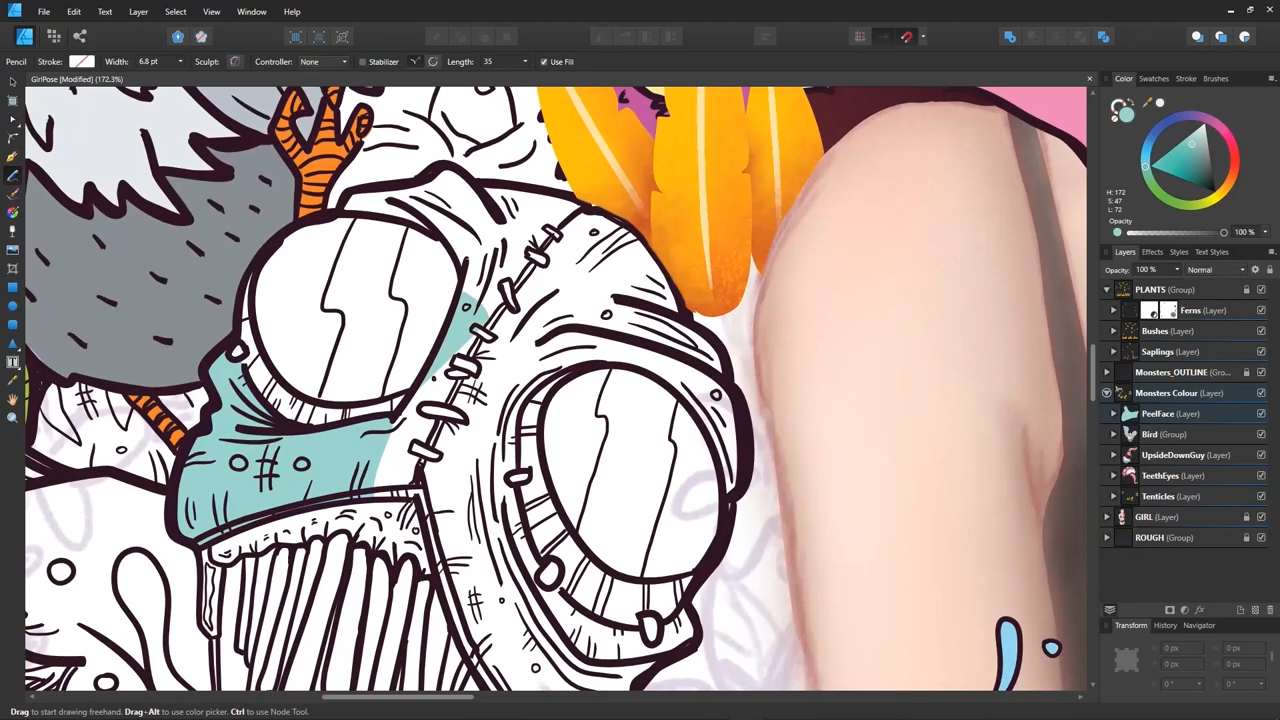 File Edit Text Layer Select View Window Help
Pencil Stroke: Width: 6.8 pt Sculpt: Controller: None Stabilizer Length: 35 Use Fill
GirlPose [Modified] (172.3%)
Color Swatches Stroke Brushes
H: 172
S: 47
L: 72
Opacity
100 %
Layers Effects Styles Text Styles
Opacity: 100 % Normal
PLANTS (Group)
Ferns (Layer)
Bushes (Layer)
Saplings (Layer)
Monsters_OUTLINE (Gro...
Monsters Colour (Layer)
PeelFace (Layer)
Bird (Group)
UpsideDownGuy (Layer)
TeethEyes (Layer)
Tenticles (Layer)
GIRL (Layer)
ROUGH (Group)
Transform History Navigator
X: 0 px W: 0 px
Y: 0 px H: 0 px
R: 0 ° S: 0 °
Drag to start drawing freehand. Drag+Alt to use color picker. Ctrl to use Node Tool.